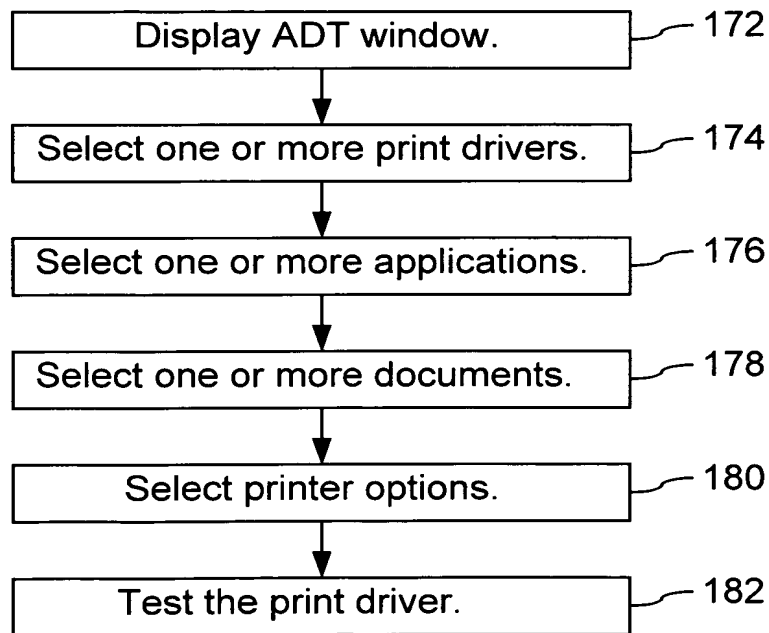 Display ADT window. 172
Select one or more print drivers. 174
Select one or more applications. 176
Select one or more documents. 178
Select printer options. 180
Test the print driver. 182